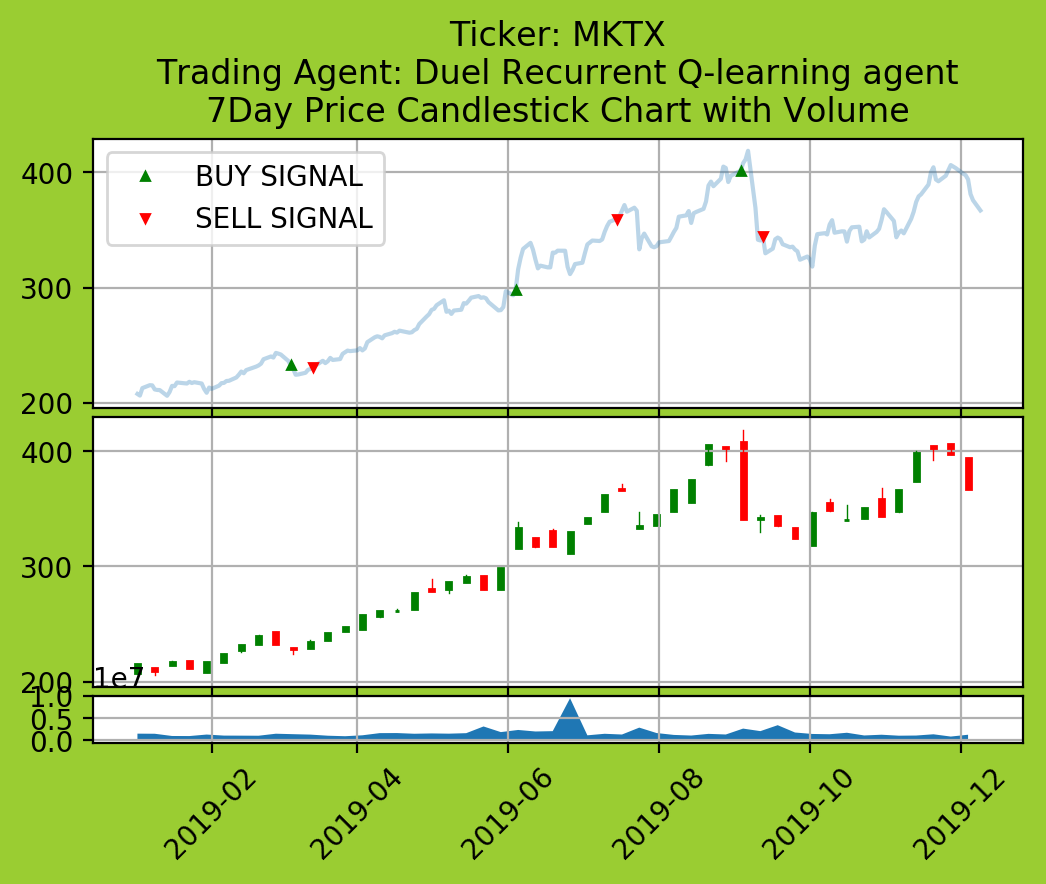 Ticker: MKTX
Trading Agent: Duel Recurrent Q-learning agent
7Day Price Candlestick Chart with Volume
400
300
200
BUY SIGNAL
SELL SIGNAL
400
300
200
1e7
1.0
0.5
0.0
2019-02
2019-04
2019-06
2019-08
2019-10
2019-12